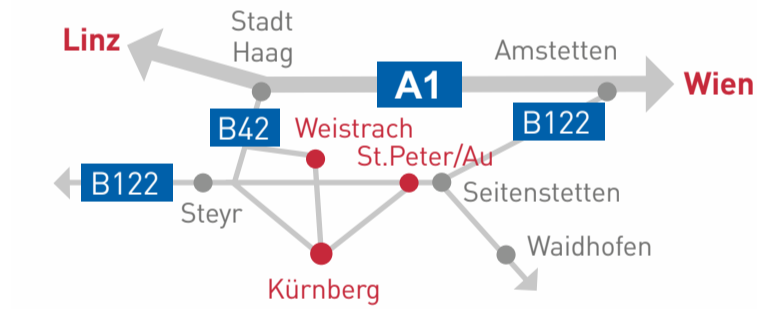 Stadt
Haag
Linz
Amstetten
A1
Wien
B42
Weistrach
B122
St.Peter/Au
B122
Steyr
Seitenstetten
Waidhofen
Kürnberg